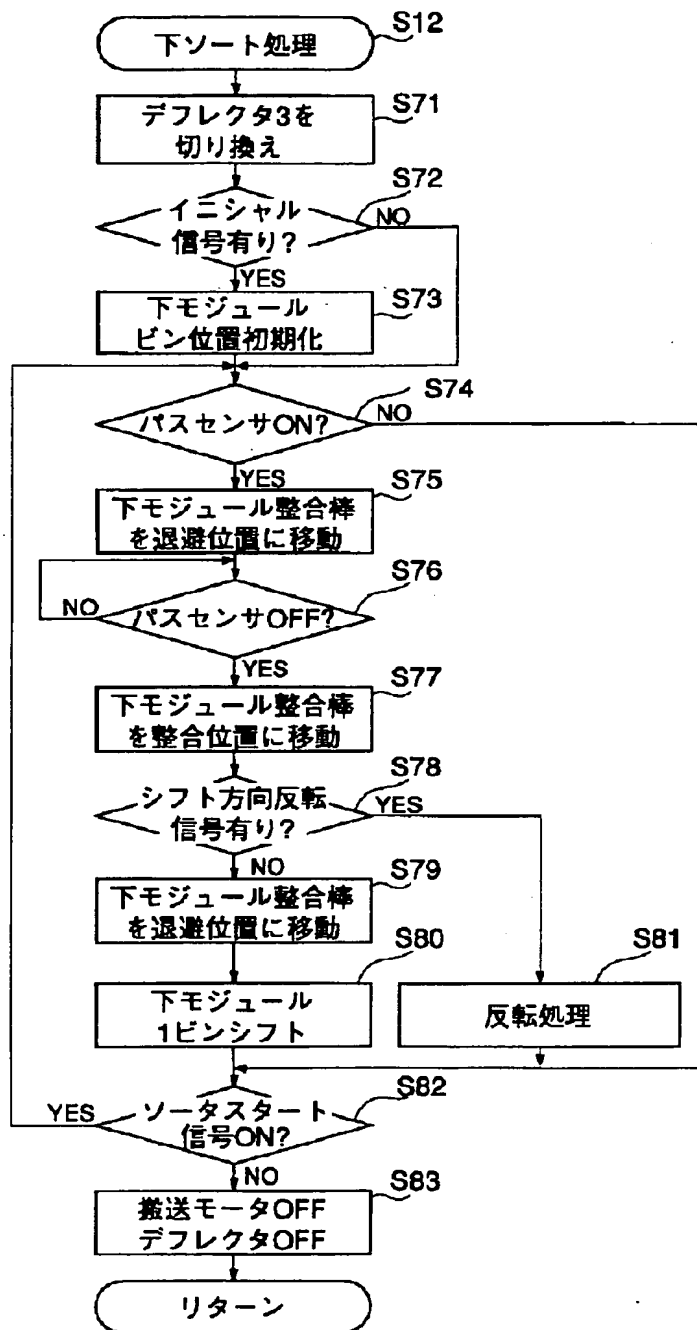 下ソート処理
S12
デフレクタ3を
切り換え
S71
イニシャル
信号有り?
S72
NO
YES
下モジュール
ビン位置初期化
S73
パスセンサON?
S74
NO
YES
下モジュール整合棒
を退避位置に移動
S75
パスセンサOFF?
S76
NO
YES
下モジュール整合棒
を整合位置に移動
S77
シフト方向反転
信号有り?
S78
YES
NO
下モジュール整合棒
を退避位置に移動
S79
下モジュール
1ビンシフト
S80
反転処理
S81
ソータスタート
信号ON?
S82
YES
NO
搬送モータOFF
デフレクタOFF
S83
リターン